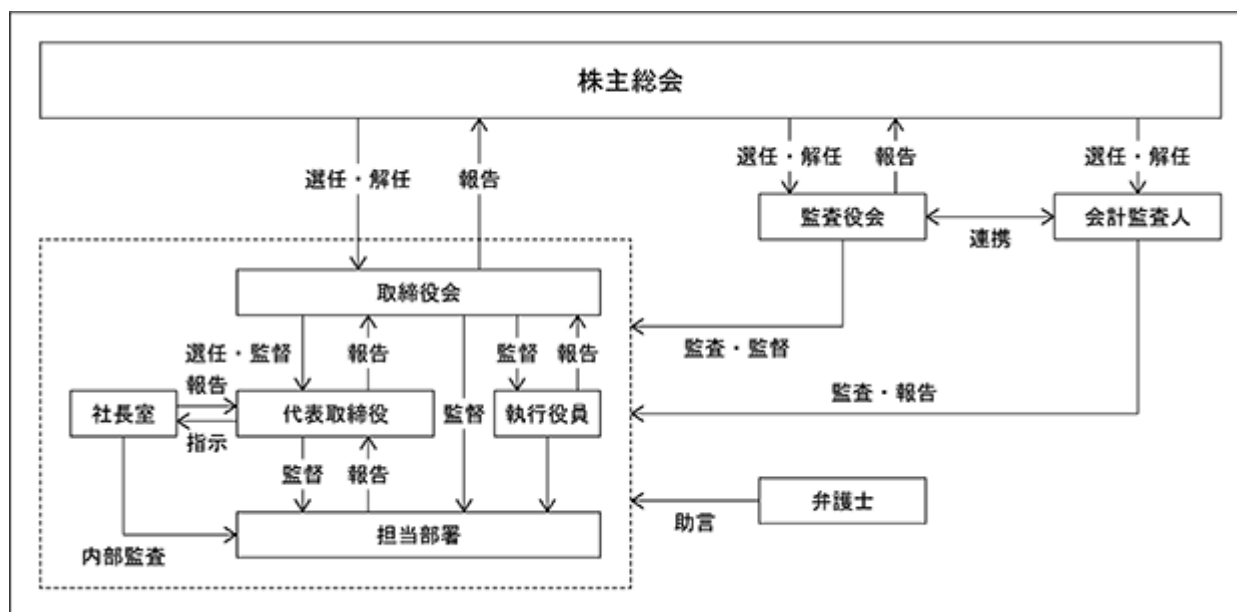 株主総会
選任・解任
報告
選任・解任
報告
選任・解任
監査役会
連携
会計監査人
取締役会
監査・監督
選任・監督
報告
監督
報告
報告
社長室
指示
代表取締役
監督
執行役員
監査・報告
監督
報告
弁護士
助言
担当部署
内部監査